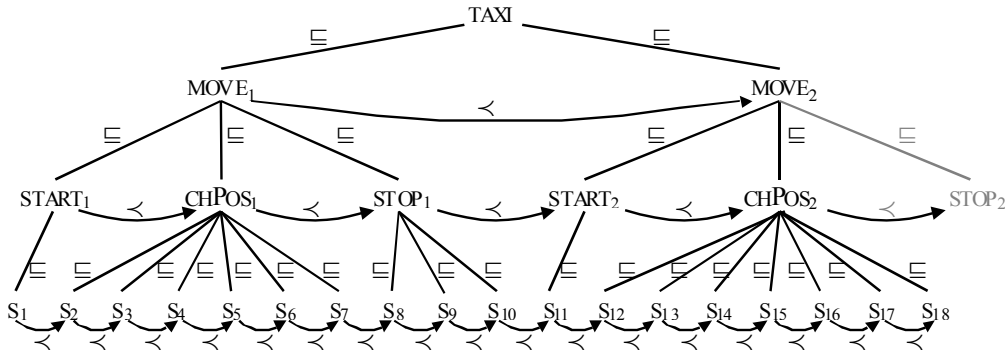 TAXI
⊑ ⊑
MOVE₁ ≺ MOVE₂
⊑ ⊑ ⊑ ⊑ ⊑ ⊑
START₁ ≺ CHPOS₁ ≺ STOP₁ ≺ START₂ ≺ CHPOS₂ ≺ STOP₂
⊑ ⊑ ⊑ ⊑ ⊑ ⊑ ⊑ ⊑ ⊑ ⊑ ⊑ ⊑ ⊑ ⊑ ⊑ ⊑ ⊑
S₁ S₂ S₃ S₄ S₅ S₆ S₇ S₈ S₉ S₁₀ S₁₁ S₁₂ S₁₃ S₁₄ S₁₅ S₁₆ S₁₇ S₁₈
≺ ≺ ≺ ≺ ≺ ≺ ≺ ≺ ≺ ≺ ≺ ≺ ≺ ≺ ≺ ≺ ≺